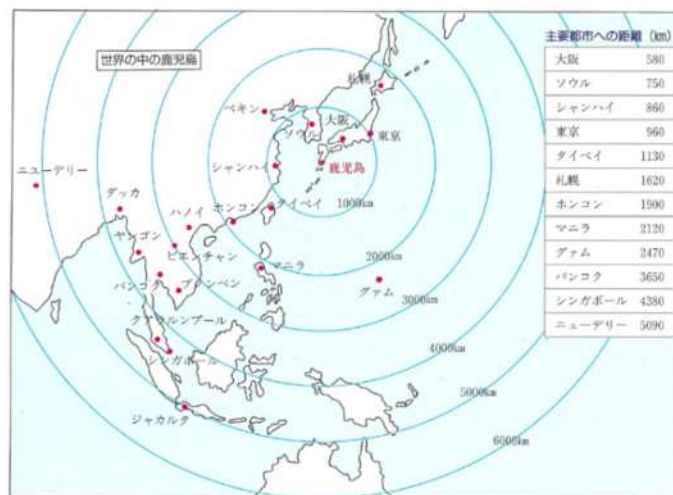 世界の中の鹿児島
札幌
ペキン
ソウル
大阪
東京
シャンハイ
鹿児島
ニューデリー
ダッカ
ハノイ
ホンコン
タイペイ
1000km
ヤンゴン
ビエンチャン
マニラ
2000km
バンコク
プノンペン
グァム
3000km
クアラルンプール
シンガポール
4000km
5000km
ジャカルタ
6000km
主要都市への距離 (km)
大阪 580
ソウル 750
シャンハイ 860
東京 960
タイペイ 1130
札幌 1620
ホンコン 1900
マニラ 2120
グァム 2470
バンコク 3650
シンガポール 4380
ニューデリー 5090